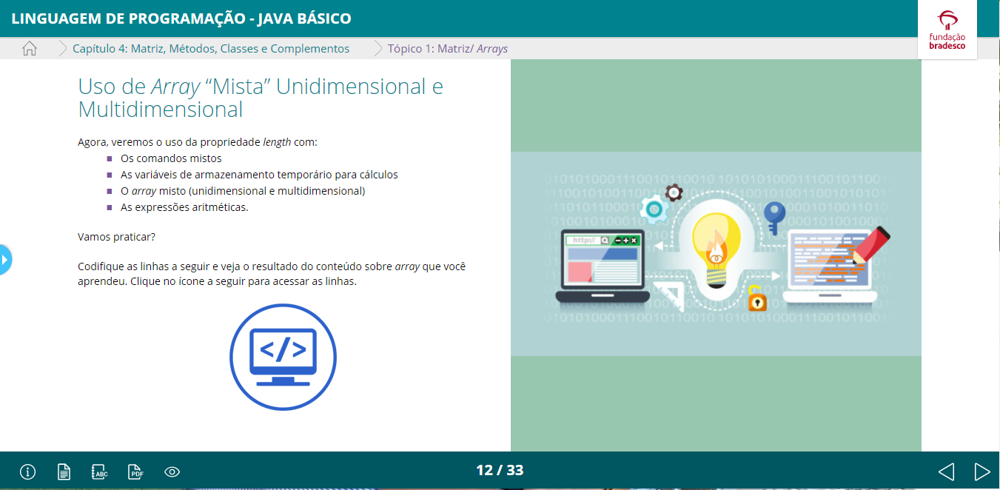 LINGUAGEM DE PROGRAMAÇÃO - JAVA BÁSICO
fundação
bradesco
Capítulo 4: Matriz, Métodos, Classes e Complementos
Tópico 1: Matriz/ Arrays
Uso de Array “Mista” Unidimensional e
Multidimensional
Agora, veremos o uso da propriedade length com:
Os comandos mistos
As variáveis de armazenamento temporário para cálculos
O array misto (unidimensional e multidimensional)
As expressões aritméticas.
Vamos praticar?
Codifique as linhas a seguir e veja o resultado do conteúdo sobre array que você
aprendeu. Clique no ícone a seguir para acessar as linhas.
</>
http://
ABC
PDF
12 / 33